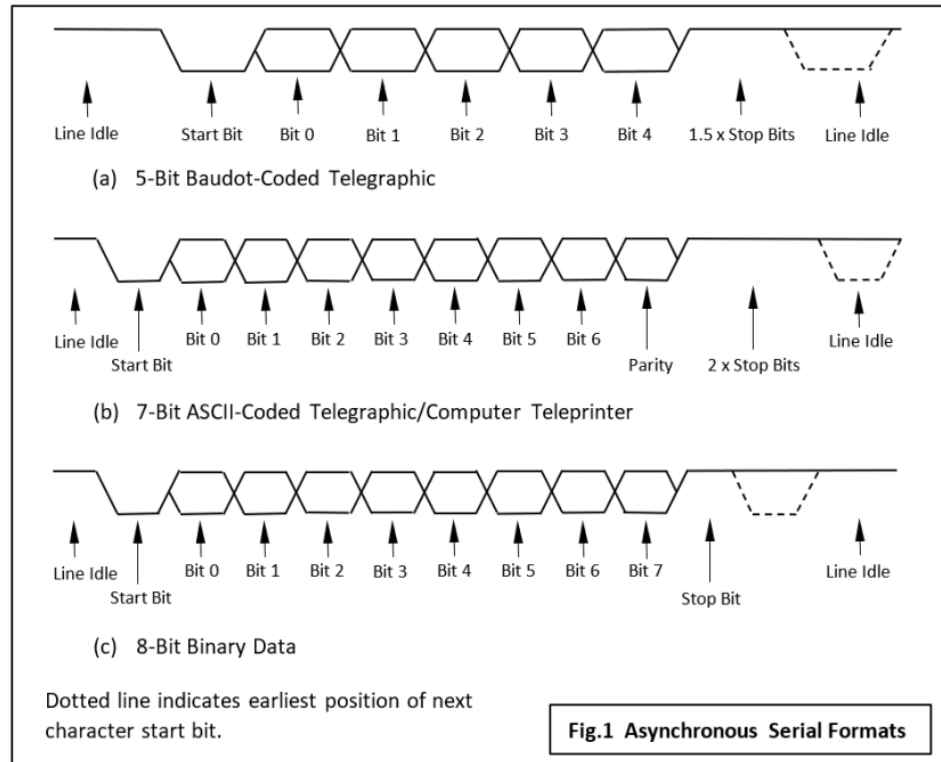 Line Idle Start Bit Bit 0 Bit 1 Bit 2 Bit 3 Bit 4 1.5 x Stop Bits Line Idle
(a) 5-Bit Baudot-Coded Telegraphic
Line Idle Bit 0 Bit 1 Bit 2 Bit 3 Bit 4 Bit 5 Bit 6 Line Idle
Start Bit Parity 2 x Stop Bits
(b) 7-Bit ASCII-Coded Telegraphic/Computer Teleprinter
Line Idle Bit 0 Bit 1 Bit 2 Bit 3 Bit 4 Bit 5 Bit 6 Bit 7 Line Idle
Start Bit Stop Bit
(c) 8-Bit Binary Data
Dotted line indicates earliest position of next
character start bit.
Fig.1 Asynchronous Serial Formats